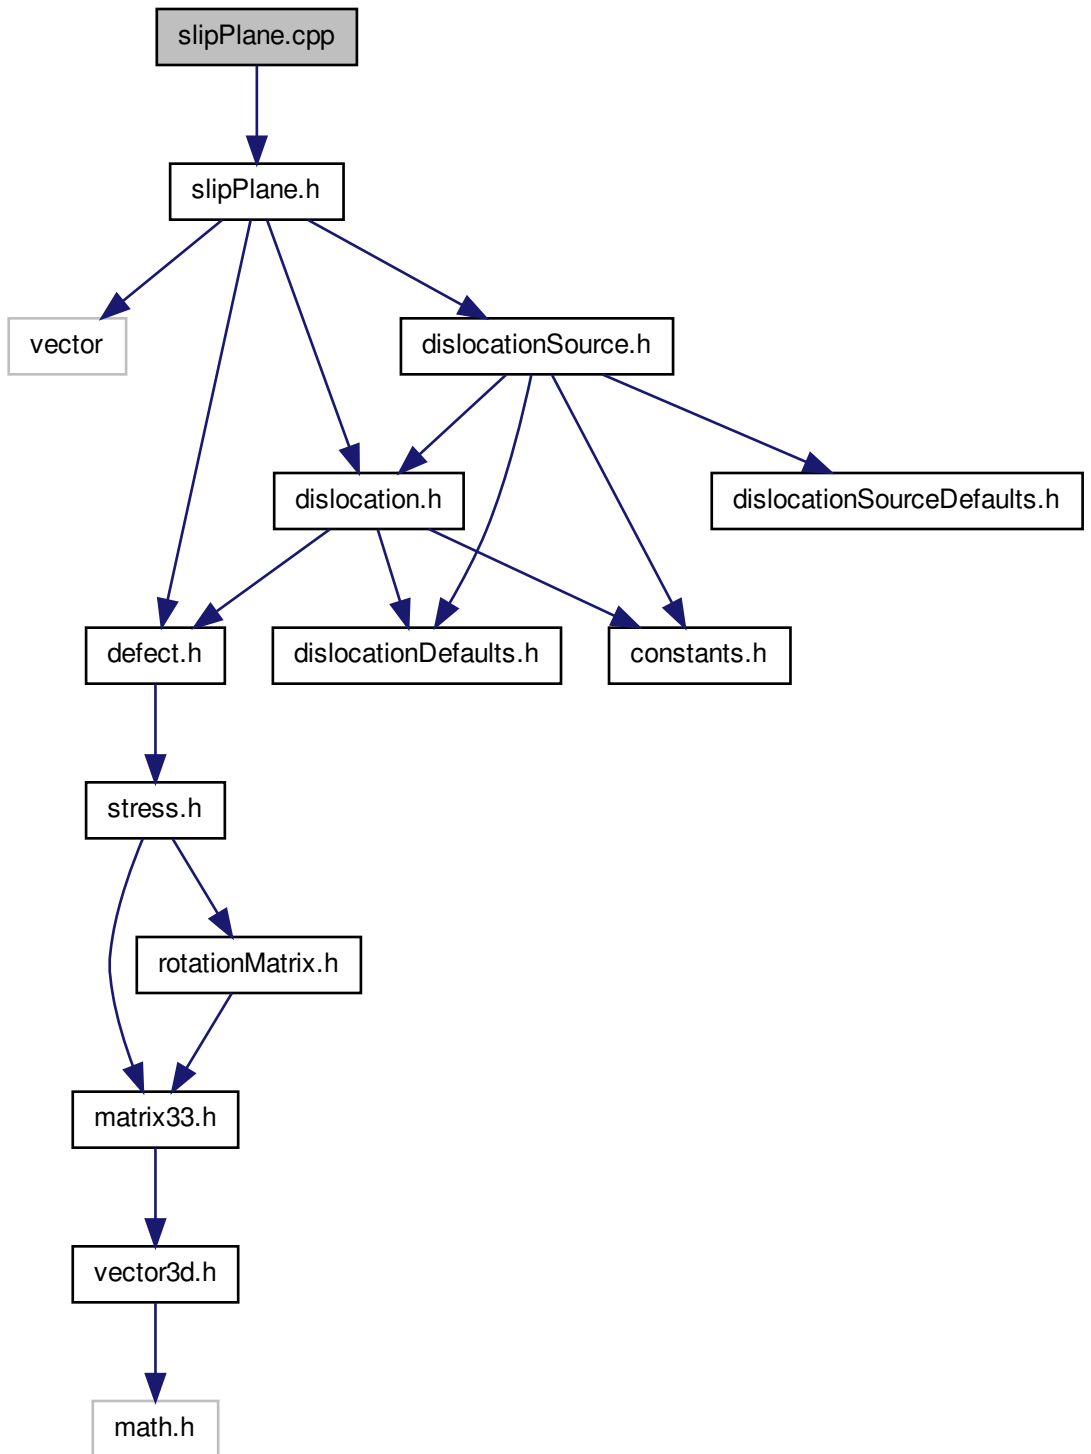 slipPlane.cpp
slipPlane.h
vector
dislocationSource.h
dislocation.h
dislocationSourceDefaults.h
defect.h
dislocationDefaults.h
constants.h
stress.h
rotationMatrix.h
matrix33.h
vector3d.h
math.h